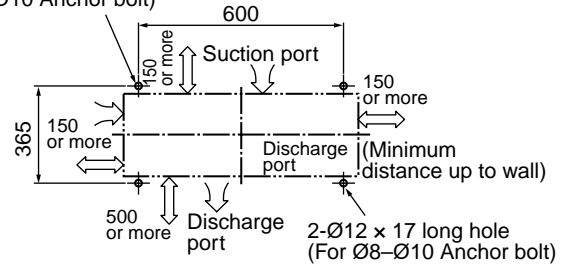 Ø10 Anchor bolt)
600
150
or more
Suction port
150
or more
365
150
or more
Discharge
port
(Minimum
distance up to wall)
500
or more
Discharge
port
2-Ø12 × 17 long hole
(For Ø8–Ø10 Anchor bolt)